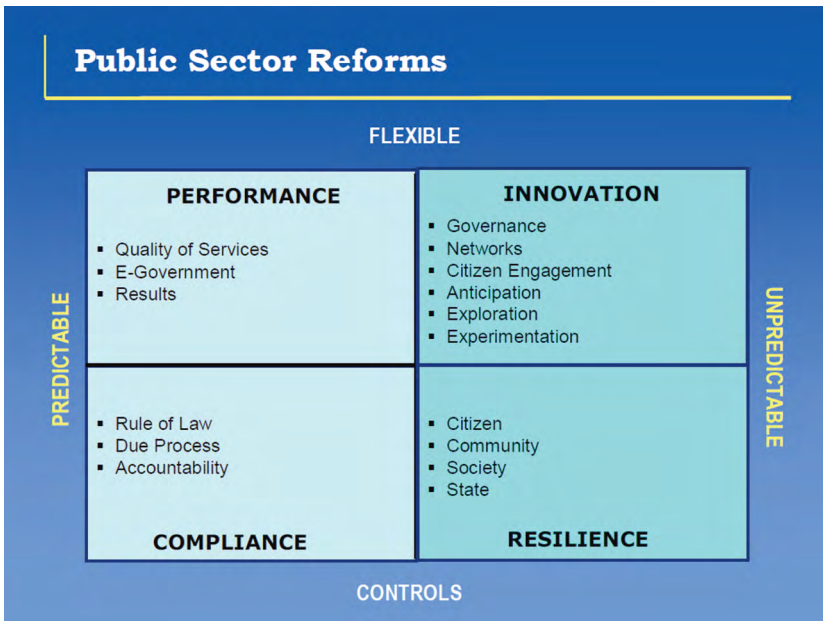 Public Sector Reforms
FLEXIBLE
PREDICTABLE
PERFORMANCE
▪ Quality of Services
▪ E-Government
▪ Results
INNOVATION
▪ Governance
▪ Networks
▪ Citizen Engagement
▪ Anticipation
▪ Exploration
▪ Experimentation
UNPREDICTABLE
▪ Rule of Law
▪ Due Process
▪ Accountability
COMPLIANCE
▪ Citizen
▪ Community
▪ Society
▪ State
RESILIENCE
CONTROLS